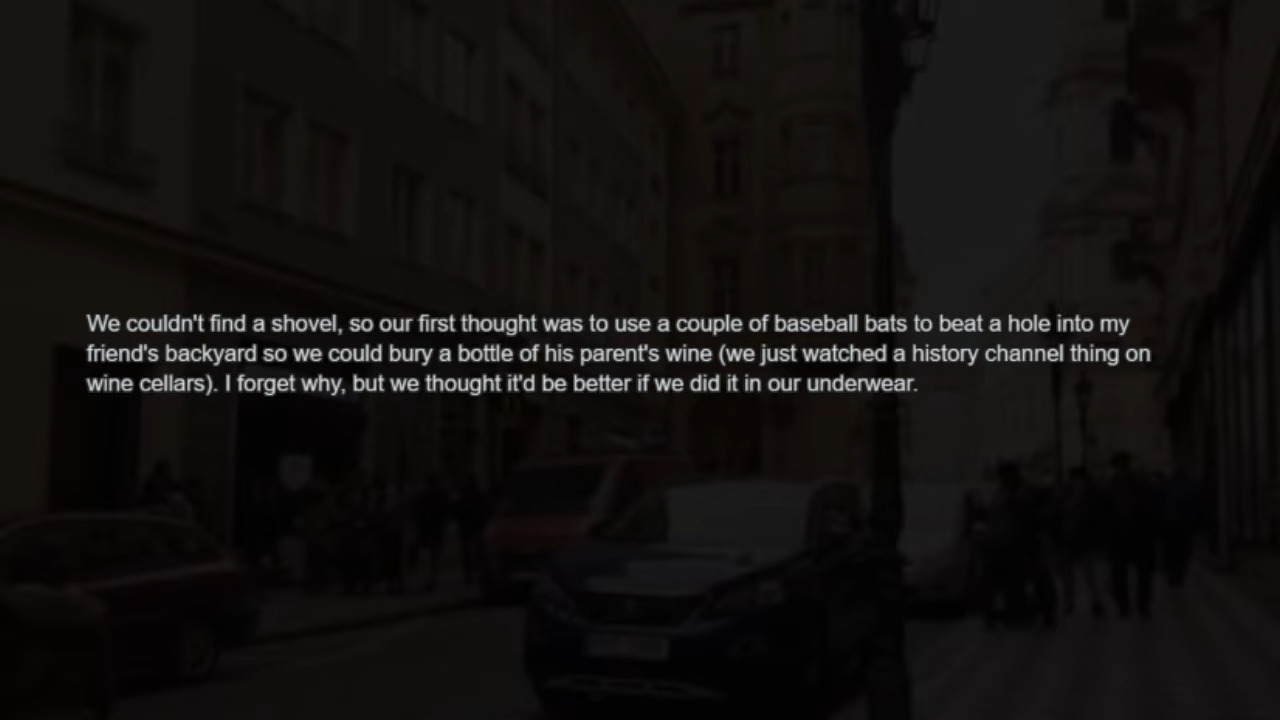 We couldn't find a shovel, so our first thought was to use a couple of baseball bats to beat a hole into my
friend's backyard so we could bury a bottle of his parent's wine (we just watched a history channel thing on
wine cellars). I forget why, but we thought it'd be better if we did it in our underwear.